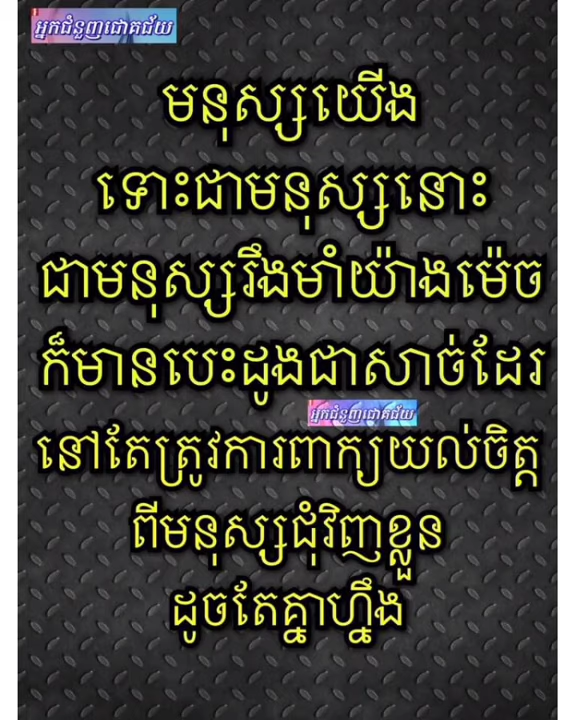 អ្នកជំនួញជោគជ័យ
មនុស្សយើង
ទោះជាមនុស្សនោះ
ជាមនុស្សរឹងមាំយ៉ាងម៉េច
ក៏មានបេះដូងជាសាច់ដែរ
អ្នកជំនួញជោគជ័យ
នៅតែត្រូវការពាក្យយល់ចិត្ត
ពីមនុស្សជុំវិញខ្លួន
ដូចតែគ្នាហ្នឹង